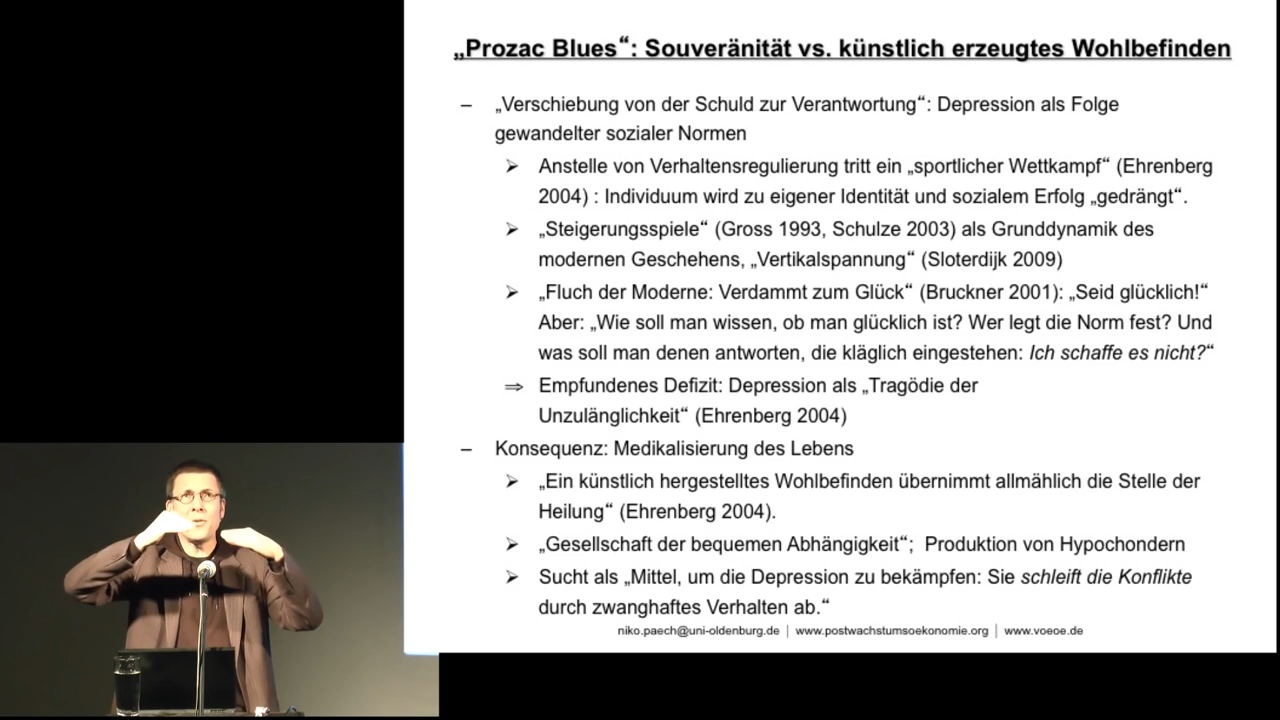 „Prozac Blues“: Souveränität vs. künstlich erzeugtes Wohlbefinden
– „Verschiebung von der Schuld zur Verantwortung“: Depression als Folge
gewandelter sozialer Normen
➢ Anstelle von Verhaltensregulierung tritt ein „sportlicher Wettkampf“ (Ehrenberg
2004) : Individuum wird zu eigener Identität und sozialem Erfolg „gedrängt“.
➢ „Steigerungsspiele“ (Gross 1993, Schulze 2003) als Grunddynamik des
modernen Geschehens, „Vertikalspannung“ (Sloterdijk 2009)
➢ „Fluch der Moderne: Verdammt zum Glück“ (Bruckner 2001): „Seid glücklich!“
Aber: „Wie soll man wissen, ob man glücklich ist? Wer legt die Norm fest? Und
was soll man denen antworten, die kläglich eingestehen: Ich schaffe es nicht?“
⇒ Empfundenes Defizit: Depression als „Tragödie der
Unzulänglichkeit“ (Ehrenberg 2004)
– Konsequenz: Medikalisierung des Lebens
➢ „Ein künstlich hergestelltes Wohlbefinden übernimmt allmählich die Stelle der
Heilung“ (Ehrenberg 2004).
➢ „Gesellschaft der bequemen Abhängigkeit“; Produktion von Hypochondern
➢ Sucht als „Mittel, um die Depression zu bekämpfen: Sie schleift die Konflikte
durch zwanghaftes Verhalten ab.“
niko.paech@uni-oldenburg.de | www.postwachstumsoekonomie.org | www.voeoe.de